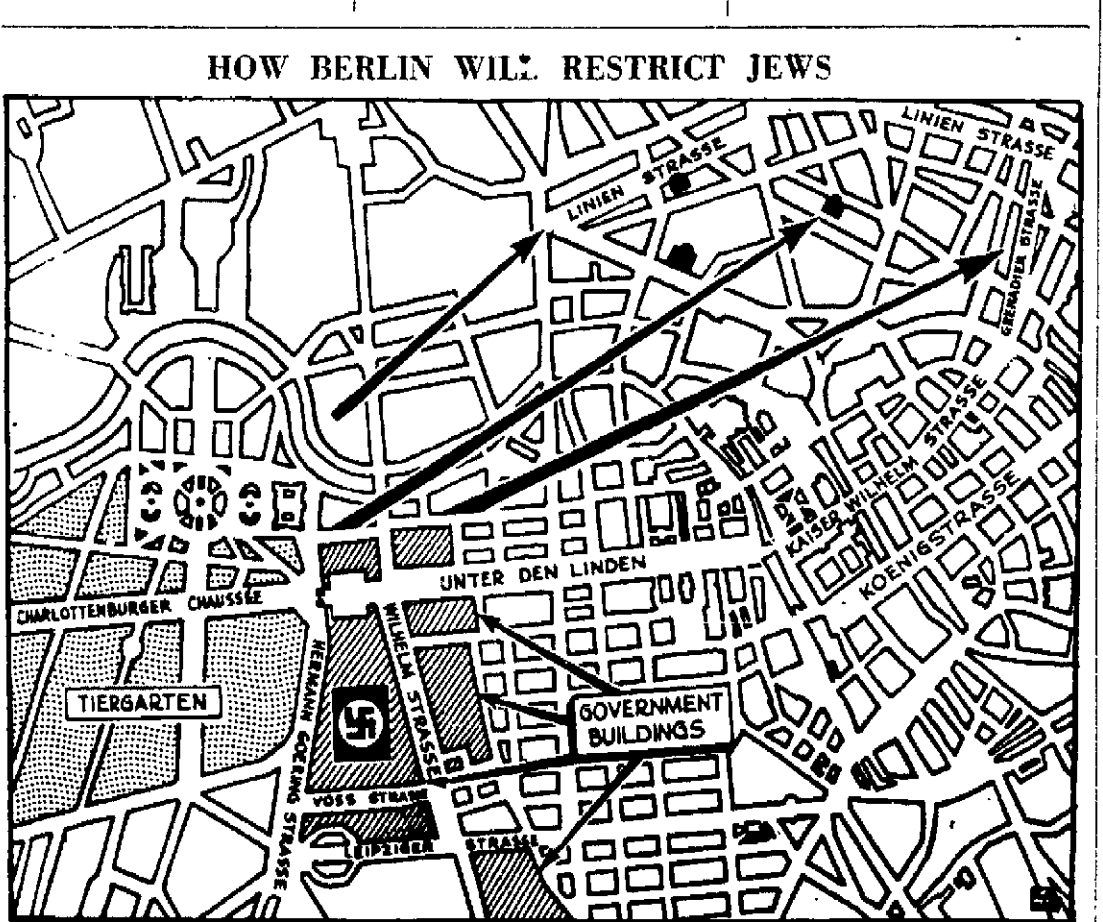 HOW BERLIN WILL RESTRICT JEWS
LINIEN STRASSE
LINIEN STRASSE
GRENADIER STRASSE
KAISER WILHELM STRASSE
KOENIGSTRASSE
UNTER DEN LINDEN
CHARLOTTENBURGER CHAUSSEE
WILHELM STRASSE
HERMANN GOERING STRASSE
TIERGARTEN
GOVERNMENT
BUILDINGS
VOSS STRASSE
LEIPZIGER STRASSE